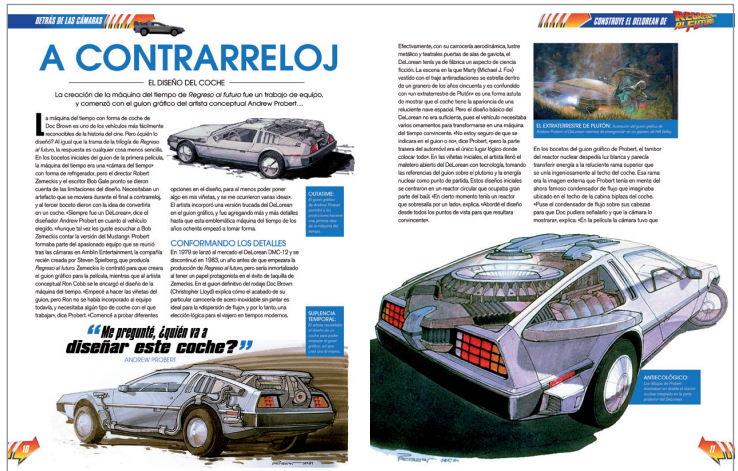 DETRÁS DE LAS CÁMARAS
A CONTRARRELOJ
EL DISEÑO DEL COCHE
La creación de la máquina del tiempo de Regreso al futuro fue un trabajo de equipo,
y comenzó con el guion gráfico del artista conceptual Andrew Probert...
La máquina del tiempo con forma de coche de
Doc Brown es uno de los vehículos más fácilmente
reconocibles de la historia del cine. Pero ¿quién lo
diseñó? Al igual que la trama de la trilogía de Regreso
al futuro, la respuesta es cualquier cosa menos sencilla.
En los bocetos iniciales del guion de la primera película,
la máquina del tiempo era una «cámara del tiempo»
con forma de refrigerador, pero el director Robert
Zemeckis y el escritor Bob Gale pronto se dieron
cuenta de las limitaciones del diseño. Necesitaban un
artefacto que se moviera durante el final a contrarreloj,
y al tercer boceto dieron con la idea de convertirla
en un coche. «Siempre fue un DeLorean», dice el
diseñador Andrew Probert en cuanto al vehículo
elegido. «Aunque tal vez les guste escuchar a Bob
Zemeckis contar la versión del Mustang». Probert
formaba parte del apasionado equipo que se reunió
tras las cámaras en Amblin Entertainment, la compañía
recién creada por Steven Spielberg, que produciría
Regreso al futuro. Zemeckis lo contrató para que creara
el guion gráfico para la película, mientras que al artista
conceptual Ron Cobb se le encargó el diseño de la
máquina del tiempo. «Empecé a hacer las viñetas del
guion, pero Ron no se había incorporado al equipo
todavía, y necesitaba algún tipo de coche con el que
trabajar», dice Probert. «Comencé a probar diferentes
opciones en el diseño, para al menos poder poner
algo en mis viñetas, y se me ocurrieron varias ideas».
El artista incorporó una versión trucada del DeLorean
en el guion gráfico, y fue agregando más y más detalles
hasta que esta emblemática máquina del tiempo de los
años ochenta empezó a tomar forma.
CONFORMANDO LOS DETALLES
En 1979 se lanzó al mercado el DeLorean DMC-12 y se
discontinuó en 1983, un año antes de que empezara la
producción de Regreso al futuro, pero sería inmortalizado
al tener un papel protagonista en el éxito de taquilla de
Zemeckis. En el guion definitivo del rodaje Doc Brown
(Christopher Lloyd) explica cómo el acabado de su
particular carrocería de acero inoxidable sin pintar es
ideal para la «dispersión de flujo», y por lo tanto, una
elección lógica para el viajero en tiempos modernos.
OUTATIME:
El guion gráfico
de Andrew Probert
SUPLENCIA
TEMPORAL:
El artista necesitaba
el diseño de un
coche para poder
“Me pregunté, ¿quién va a
diseñar este coche?”
ANDREW PROBERT
10
CONSTRUYE EL DELOREAN DE
REGRESO AL FUTURO
Efectivamente, con su carrocería aerodinámica, lustre
metálico y teatrales puertas de alas de gaviota, el
DeLorean tenía ya de fábrica un aspecto de ciencia
ficción. La escena en la que Marty (Michael J. Fox)
vestido con el traje antirradiaciones se estrella dentro
de un granero de los años cincuenta y es confundido
con «un extraterrestre de Plutón» es una forma astuta
de mostrar que el coche tiene la apariencia de una
reluciente nave espacial. Pero el diseño básico del
DeLorean no era suficiente, pues el vehículo necesitaba
varios ornamentos para transformarse en una máquina
del tiempo convincente. «No estoy seguro de que se
indicara en el guion o no», dice Probert, «pero la parte
trasera del automóvil era el único lugar lógico donde
colocar todo». En las viñetas iniciales, el artista llenó el
maletero abierto del DeLorean con tecnología, tomando
las referencias del guion sobre el plutonio y la energía
nuclear como punto de partida. Estos diseños iniciales
se centraron en un reactor circular que ocupaba gran
parte del baúl. «En cierto momento tenía un reactor
que sobresalía por un lado», explica. «Abordé el diseño
desde todos los puntos de vista para que resultara
convincente».
EL EXTRATERRESTRE DE PLUTÓN:
En los bocetos del guion gráfico de Probert, el tambor
del reactor nuclear despedía luz blanca y parecía
transferir energía a la reluciente rama superior que
se unía ingeniosamente al techo del coche. Esa rama
era la imagen externa que Probert tenía en mente del
ahora famoso condensador de flujo que imaginaba
ubicado en el techo de la cabina biplaza del coche.
«Puse el condensador de flujo sobre sus cabezas
para que Doc pudiera señalarlo y que la cámara lo
mostrara», explica. «En la película la cámara tuvo que
ANTIECOLÓGICO:
Los dibujos de Probert
11